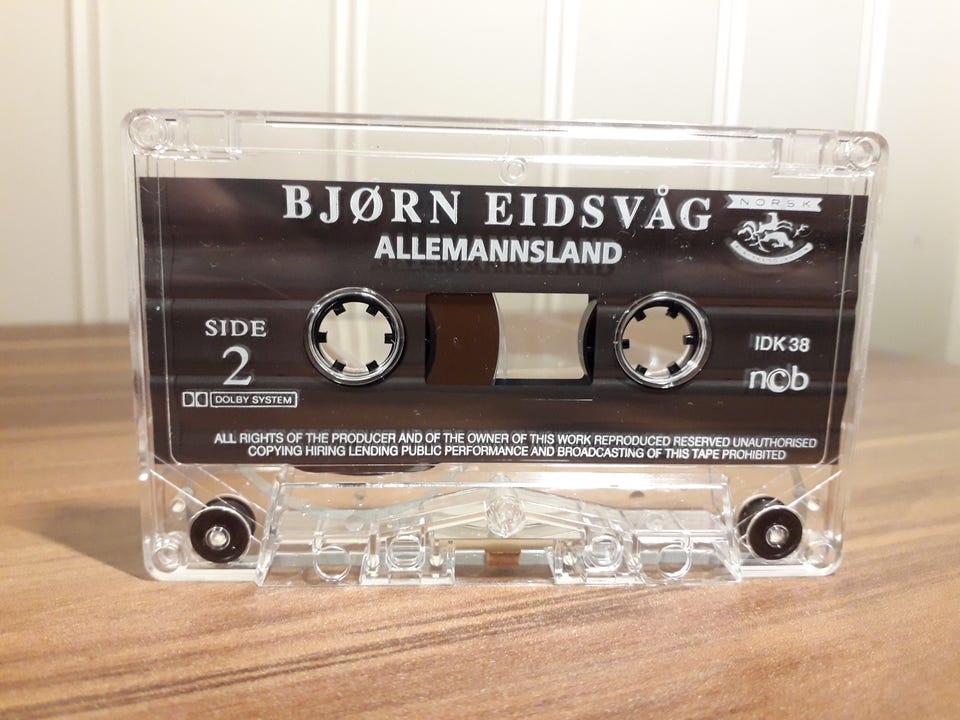 BJØRN EIDSVÅG
NORSK
ALLEMANNSLAND
SIDE
2
IDK 38
ncb
DOLBY SYSTEM
ALL RIGHTS OF THE PRODUCER AND OF THE OWNER OF THIS WORK REPRODUCED RESERVED UNAUTHORISED
COPYING HIRING LENDING PUBLIC PERFORMANCE AND BROADCASTING OF THIS TAPE PROHIBITED